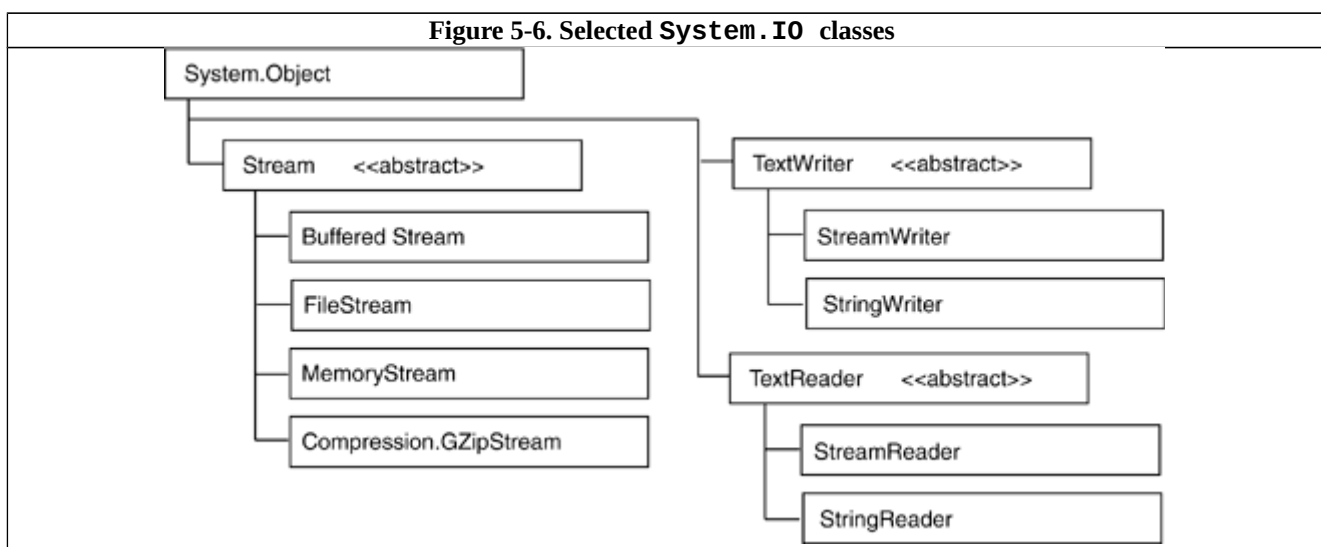 Figure 5-6. Selected System.IO classes
System.Object
Stream <<abstract>>
Buffered Stream
FileStream
MemoryStream
Compression.GZipStream
TextWriter <<abstract>>
StreamWriter
StringWriter
TextReader <<abstract>>
StreamReader
StringReader